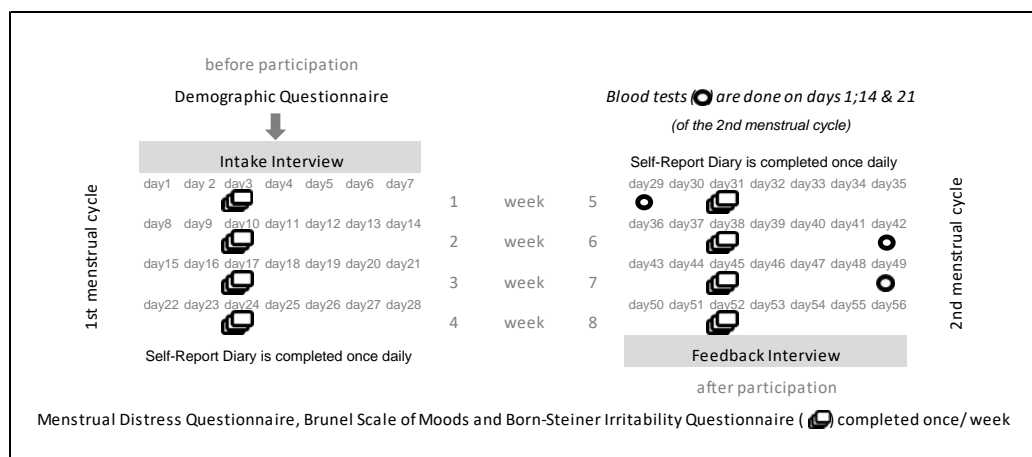 before participation
Demographic Questionnaire
Intake Interview
1st menstrual cycle
day1 day 2 day3 day4 day5 day6 day7
day8 day9 day10 day11 day12 day13 day14
day15 day16 day17 day18 day19 day20 day21
day22 day23 day24 day25 day26 day27 day28
Self-Report Diary is completed once daily
1 week 5
2 week 6
3 week 7
4 week 8
Blood tests ( ) are done on days 1;14 & 21
(of the 2nd menstrual cycle)
Self-Report Diary is completed once daily
day29 day30 day31 day32 day33 day34 day35
day36 day37 day38 day39 day40 day41 day42
day43 day44 day45 day46 day47 day48 day49
day50 day51 day52 day53 day54 day55 day56
2nd menstrual cycle
Feedback Interview
after participation
Menstrual Distress Questionnaire, Brunel Scale of Moods and Born-Steiner Irritability Questionnaire ( ) completed once/ week